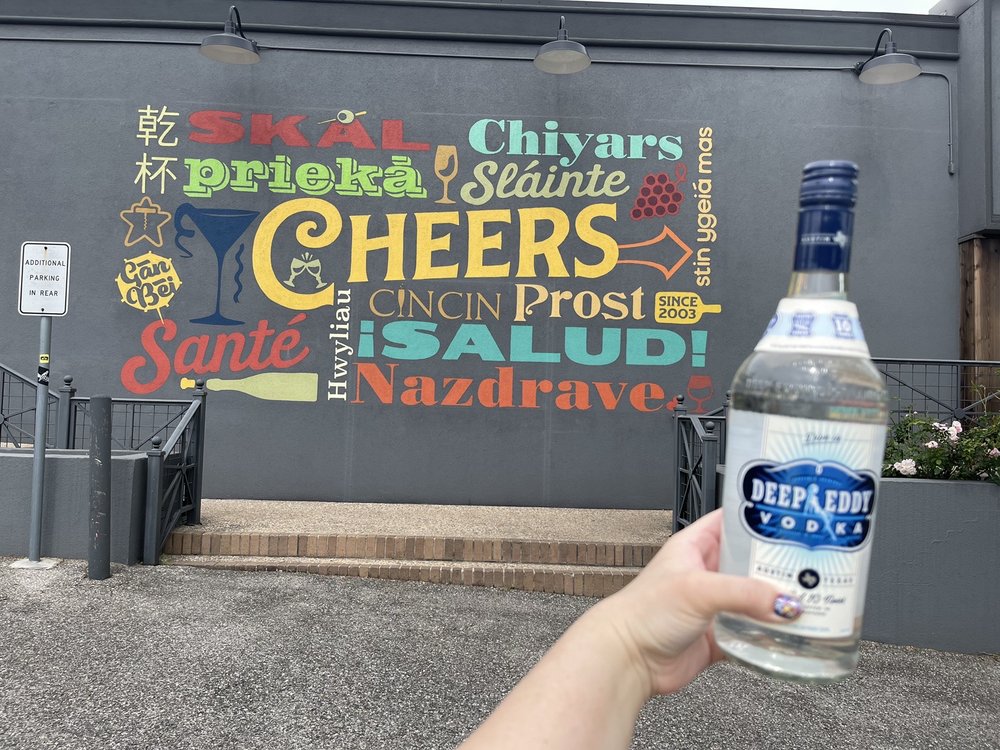 乾杯
SKÅL
priekā
Chiyars
Sláinte
stin ygeiá mas
CHEERS
Gān
Bēi
Santé
Hwyliau
CINCIN
Prost
SINCE
2003
¡SALUD!
Nazdrave
ADDITIONAL
PARKING
IN REAR
DEEP EDDY
VODKA
AUSTIN TEXAS